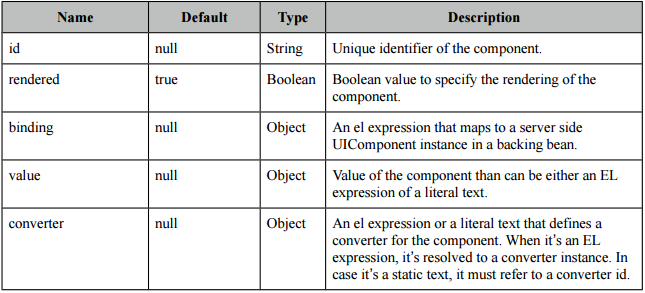 Name Default Type Description
id null String Unique identifier of the component.
rendered true Boolean Boolean value to specify the rendering of the
component.
binding null Object An el expression that maps to a server side
UIComponent instance in a backing bean.
value null Object Value of the component than can be either an EL
expression of a literal text.
converter null Object An el expression or a literal text that defines a
converter for the component. When it's an EL
expression, it's resolved to a converter instance. In
case it's a static text, it must refer to a converter id.